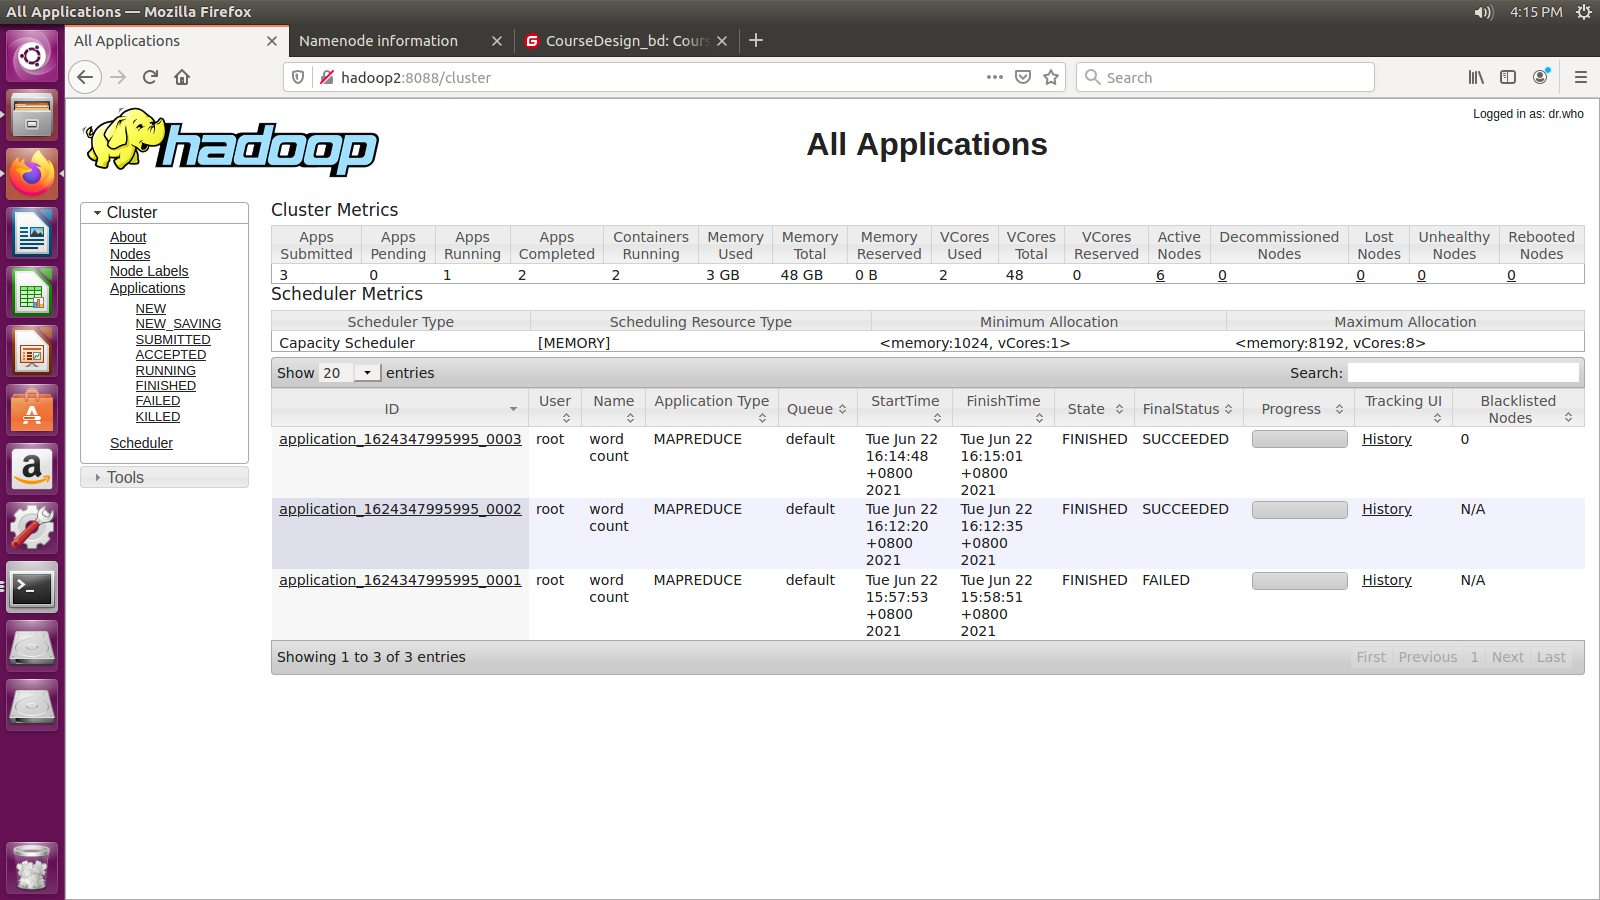 All Applications — Mozilla Firefox
4:15 PM
All Applications
Namenode information
CourseDesign_bd: Cours
hadoop2:8088/cluster
Search
hadoop
All Applications
Logged in as: dr.who
Cluster
About
Nodes
Node Labels
Applications
NEW
NEW_SAVING
SUBMITTED
ACCEPTED
RUNNING
FINISHED
FAILED
KILLED
Scheduler
Tools
Cluster Metrics
Apps Submitted Apps Pending Apps Running Apps Completed Containers Running Memory Used Memory Total Memory Reserved VCores Used VCores Total VCores Reserved Active Nodes Decommissioned Nodes Lost Nodes Unhealthy Nodes Rebooted Nodes
3 0 1 2 2 3 GB 48 GB 0 B 2 48 0 6 0 0 0 0
Scheduler Metrics
Scheduler Type Scheduling Resource Type Minimum Allocation Maximum Allocation
Capacity Scheduler [MEMORY] <memory:1024, vCores:1> <memory:8192, vCores:8>
Show 20 entries Search:
ID User Name Application Type Queue StartTime FinishTime State FinalStatus Progress Tracking UI Blacklisted Nodes
application_1624347995995_0003 root word count MAPREDUCE default Tue Jun 22 16:14:48 +0800 2021 Tue Jun 22 16:15:01 +0800 2021 FINISHED SUCCEEDED History 0
application_1624347995995_0002 root word count MAPREDUCE default Tue Jun 22 16:12:20 +0800 2021 Tue Jun 22 16:12:35 +0800 2021 FINISHED SUCCEEDED History N/A
application_1624347995995_0001 root word count MAPREDUCE default Tue Jun 22 15:57:53 +0800 2021 Tue Jun 22 15:58:51 +0800 2021 FINISHED FAILED History N/A
Showing 1 to 3 of 3 entries First Previous 1 Next Last